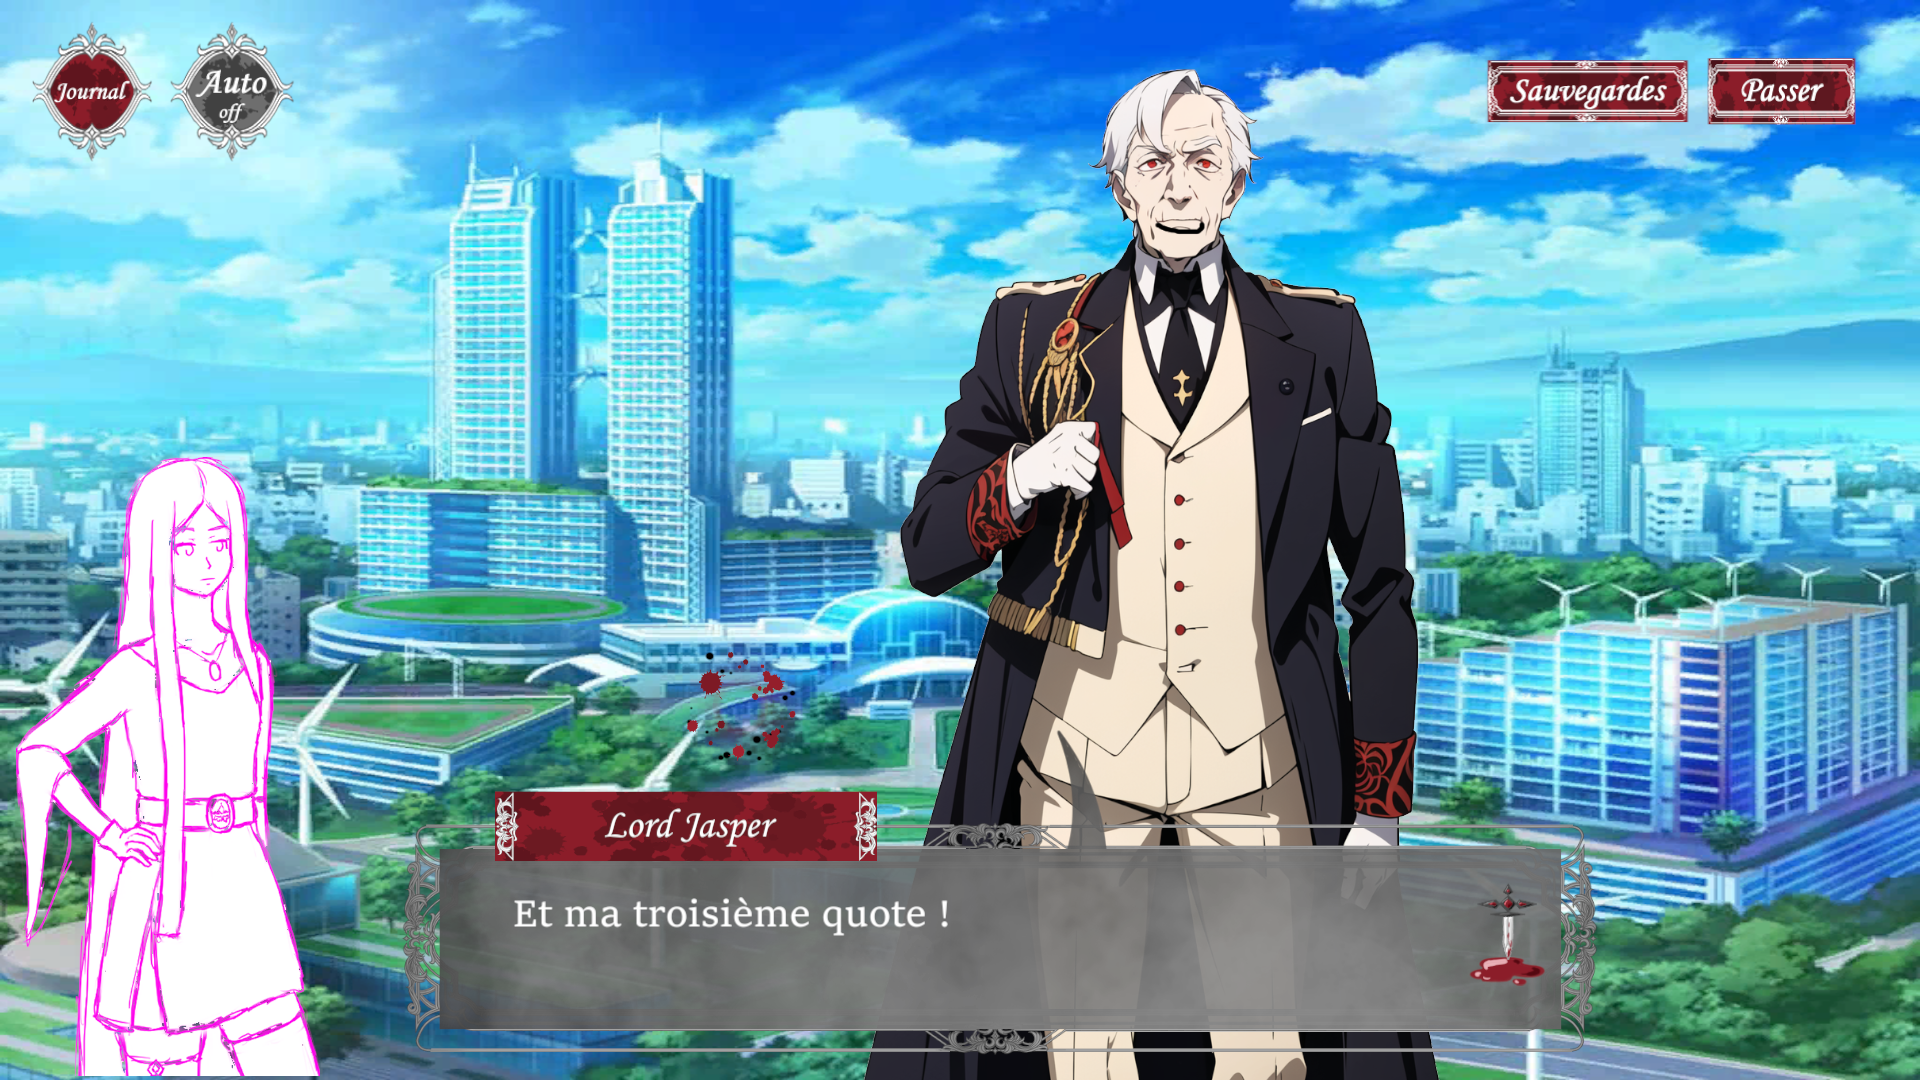 Journal
Auto
off
Sauvegardes
Passer
Lord Jasper
Et ma troisième quote !